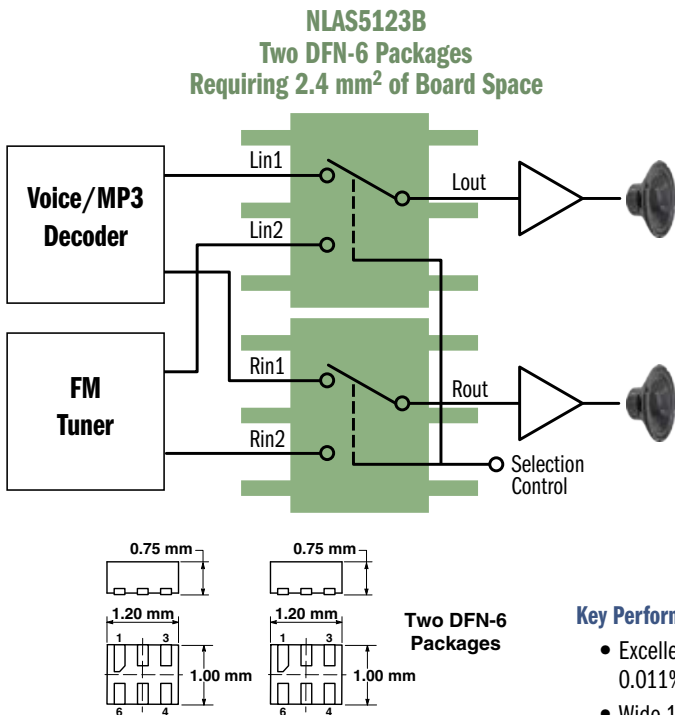 NLAS5123B
Two DFN-6 Packages
Requiring 2.4 mm² of Board Space
Voice/MP3
Decoder
Lin1
Lin2
Lout
FM
Tuner
Rin1
Rin2
Rout
Selection
Control
0.75 mm
0.75 mm
1.20 mm
1.20 mm
Two DFN-6
Packages
1 3
1 3
1.00 mm
1.00 mm
6 4
6 4
Key Perform
• Excelle
0.011%
• Wide 1